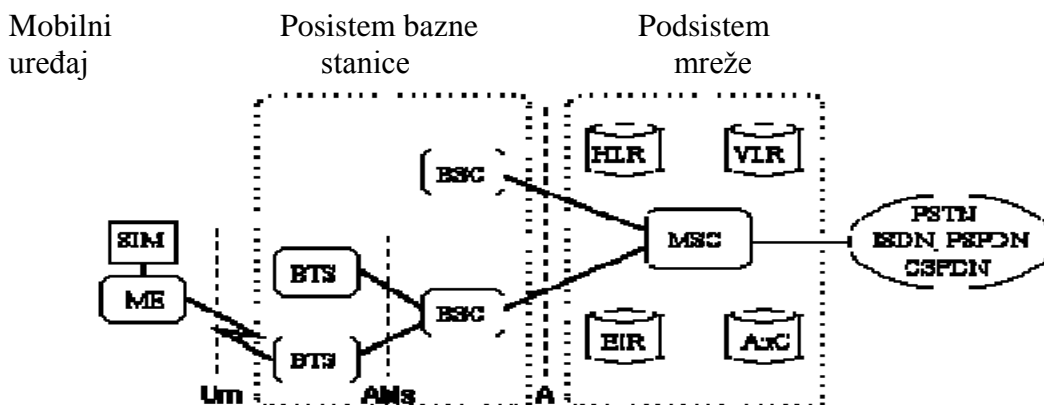 Mobilni
uređaj
Posistem bazne
stanice
Podsistem
mreže
HLR
VLR
BSC
SIM
ME
BTS
BSC
BTS
MSC
PSTN
ISDN, PSPDN
CSPDN
EIR
AuC
Um
Abis
A